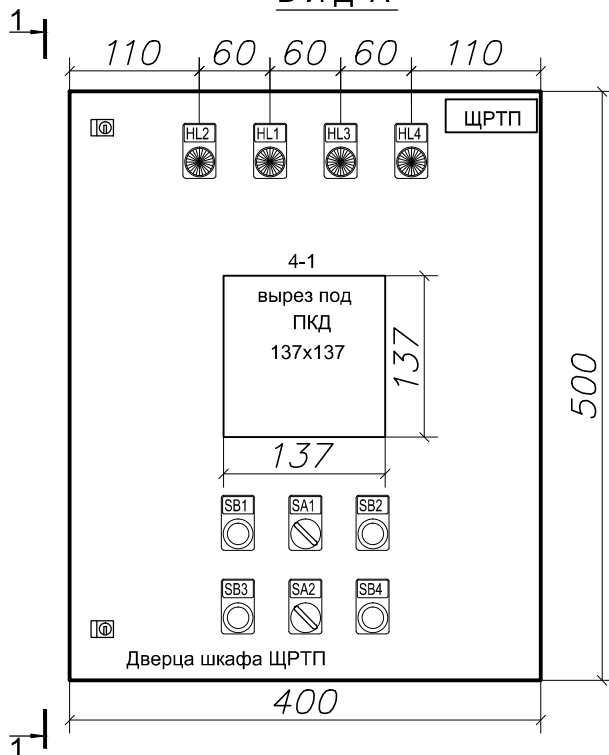 ВИД А
1
110 60 60 60 110
ЩРТП
HL2 HL1 HL3 HL4
4-1
вырез под
ПКД
137х137
137
500
137
SB1 SA1 SB2
SB3 SA2 SB4
Дверца шкафа ЩРТП
400
1